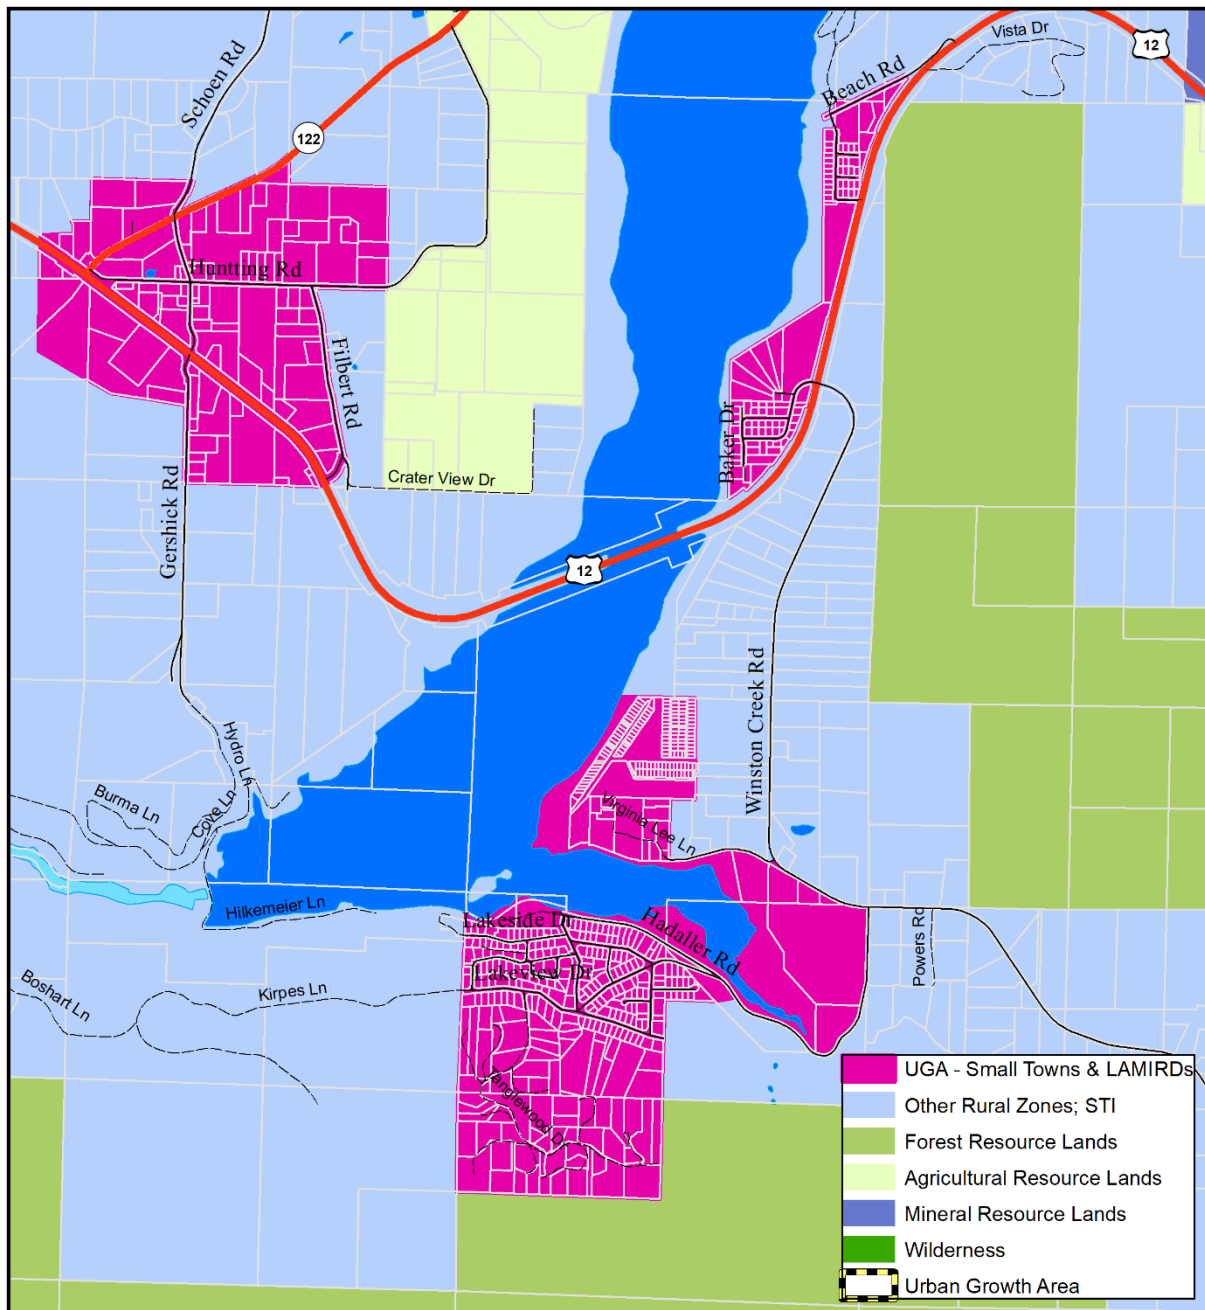 Vista Dr
12
Beach Rd
Schoen Rd
122
Huntting Rd
Filbert Rd
Baker Dr
Crater View Dr
Gershick Rd
12
Winston Creek Rd
Hydro Ln
Burma Ln
Cove Ln
Virginia Lee Ln
Hilkemeier Ln
Lakeside Dr
Hadaller Rd
Powers Rd
Lakeview Dr
Boshart Ln
Kirpes Ln
Tanglewood Dr
UGA - Small Towns & LAMIRDs
Other Rural Zones; STI
Forest Resource Lands
Agricultural Resource Lands
Mineral Resource Lands
Wilderness
Urban Growth Area